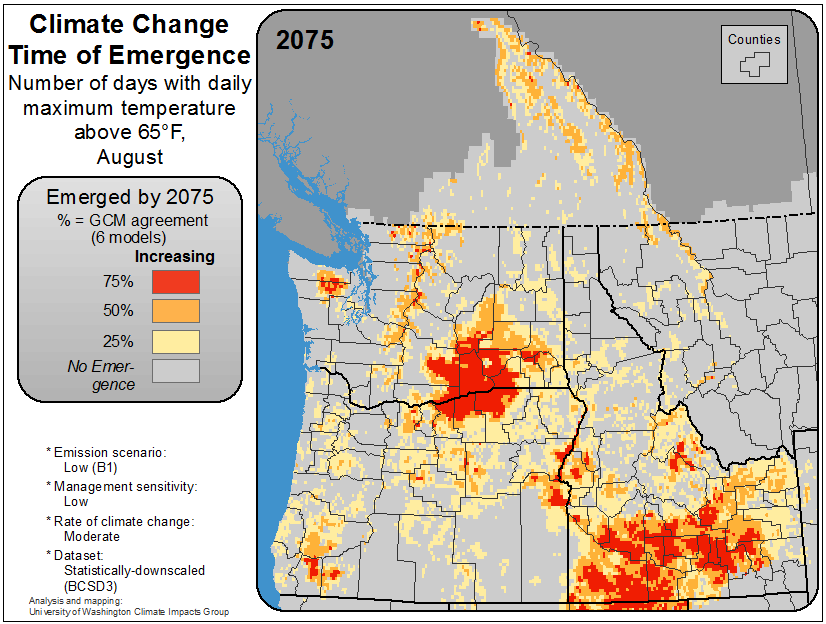 Climate Change
Time of Emergence
Number of days with daily
maximum temperature
above 65°F,
August
Emerged by 2075
% = GCM agreement
(6 models)
Increasing
75%
50%
25%
No Emer-
gence
* Emission scenario:
Low (B1)
* Management sensitivity:
Low
* Rate of climate change:
Moderate
* Dataset:
Statistically-downscaled
(BCSD3)
Analysis and mapping:
University of Washington Climate Impacts Group
2075
Counties